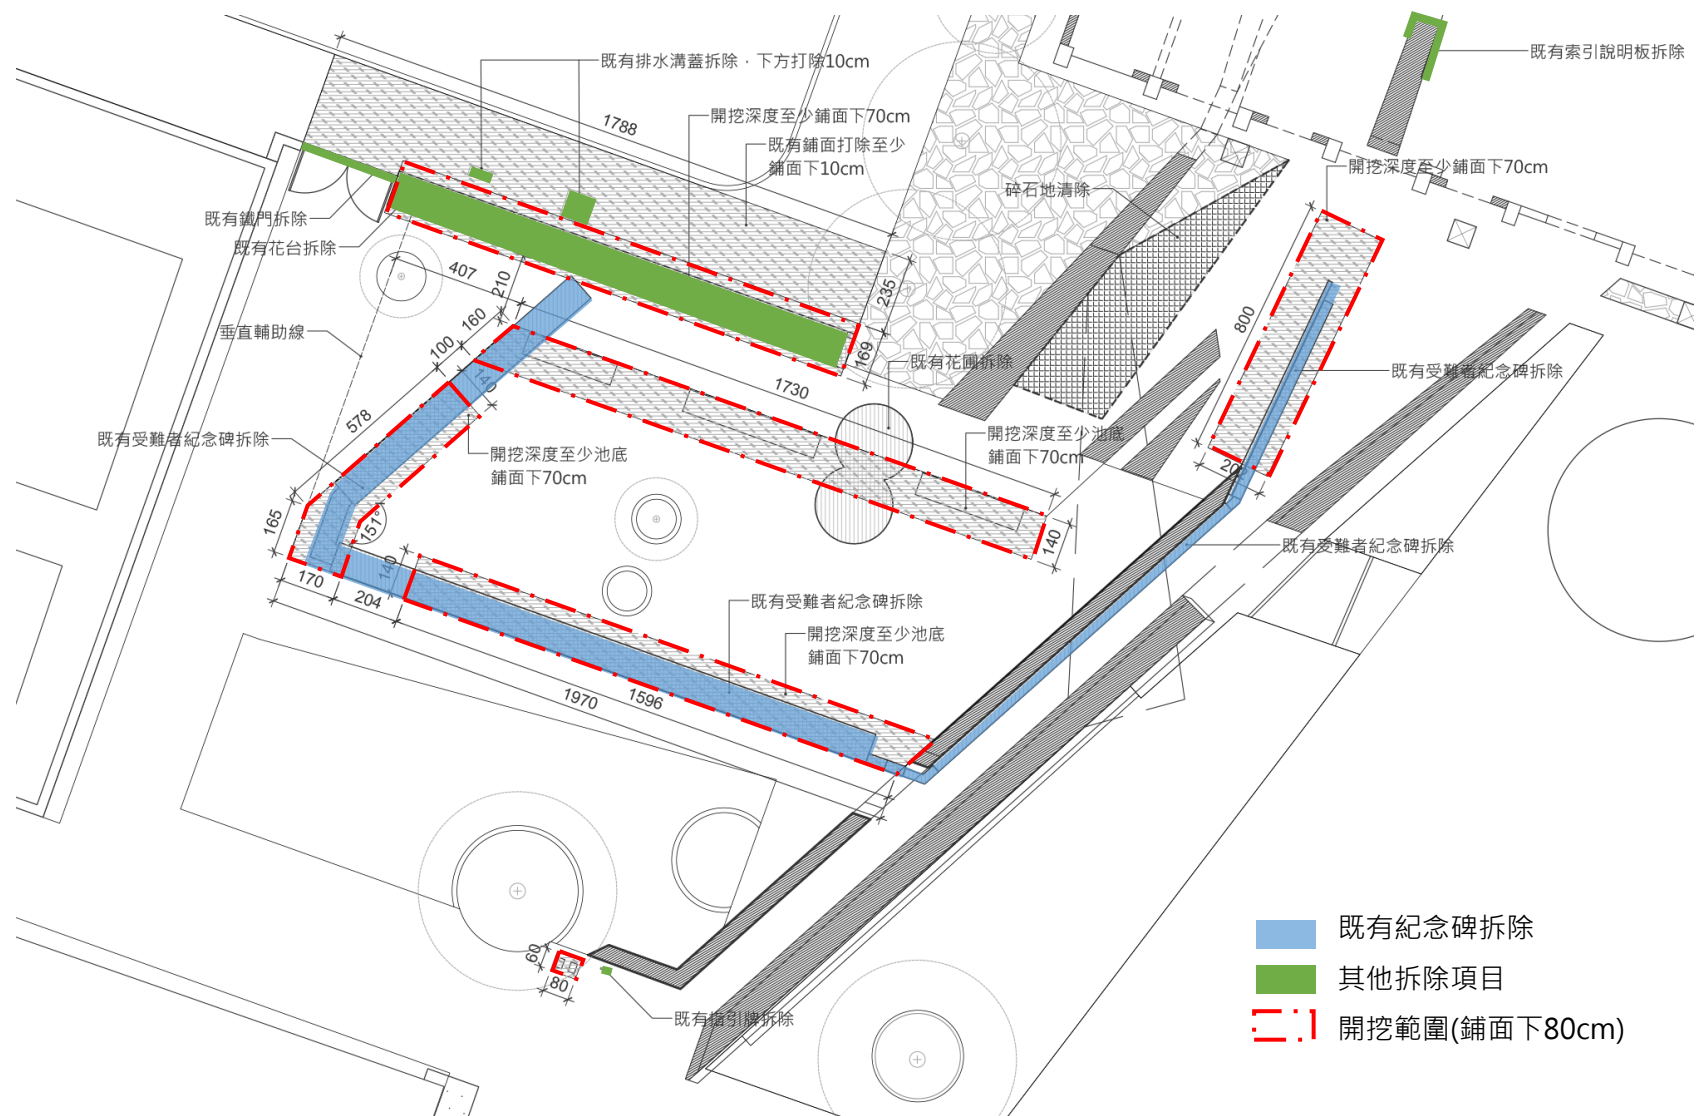 既有索引說明板拆除
既有排水溝蓋拆除，下方打除10cm
1788
開挖深度至少鋪面下70cm
既有鋪面打除至少
鋪面下10cm
開挖深度至少鋪面下70cm
碎石地清除
既有鐵門拆除
既有花台拆除
407
210
235
800
160
垂直輔助線
100
169
既有花圃拆除
既有受難者紀念碑拆除
140
1730
578
既有受難者紀念碑拆除
開挖深度至少池底
鋪面下70cm
開挖深度至少池底
鋪面下70cm
165
151°
140
既有受難者紀念碑拆除
140
170
204
既有受難者紀念碑拆除
開挖深度至少池底
鋪面下70cm
1970
1596
既有紀念碑拆除
60
80
其他拆除項目
開挖範圍(鋪面下80cm)